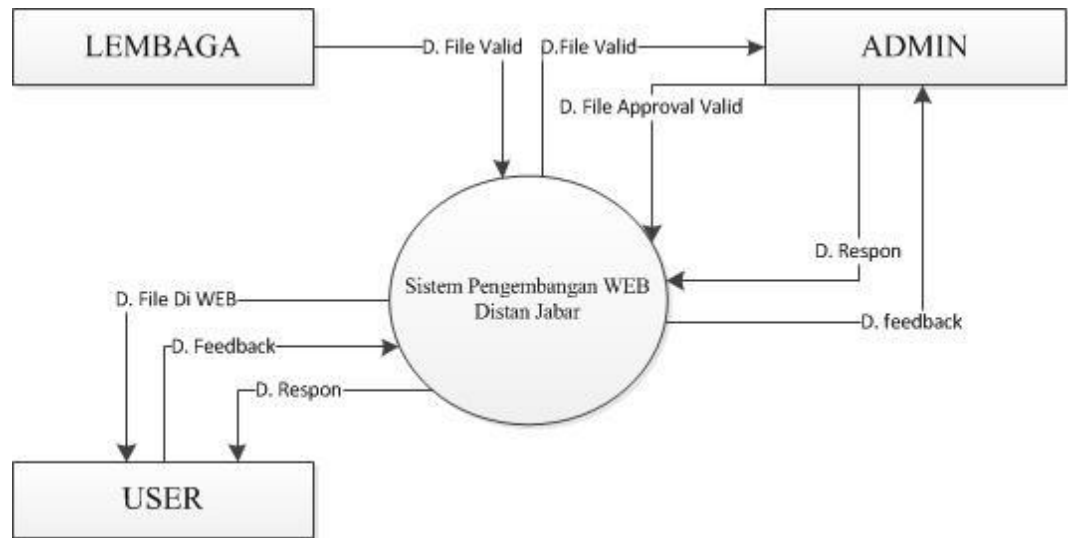 LEMBAGA
ADMIN
D. File Valid
D.File Valid
D. File Approval Valid
D. Respon
Sistem Pengembangan WEB
Distan Jabar
D. File Di WEB
D. feedback
D. Feedback
D. Respon
USER